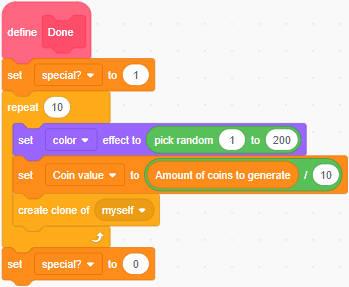 define Done
set special? to 1
repeat 10
set color effect to pick random 1 to 200
set Coin value to Amount of coins to generate / 10
create clone of myself
set special? to 0